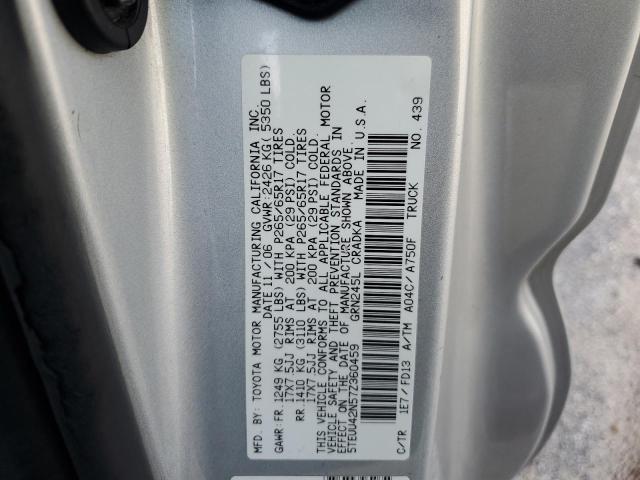 MFD. BY: TOYOTA MOTOR MANUFACTURING CALIFORNIA INC.
DATE 11/06 GVWR 2426 KG ( 5350 LBS)
GAWR: FR. 1249 KG (2755 LBS) WITH P265/65R17 TIRES
17X7.5JJ RIMS AT 200 KPA (29 PSI) COLD.
RR. 1410 KG (3110 LBS) WITH P265/65R17 TIRES
17X7.5JJ RIMS AT 200 KPA (29 PSI) COLD.
THIS VEHICLE CONFORMS TO ALL APPLICABLE FEDERAL MOTOR
VEHICLE SAFETY AND THEFT PREVENTION STANDARDS IN
EFFECT ON THE DATE OF MANUFACTURE SHOWN ABOVE.
5TEUU42N57Z360459 GRN245L CRADKA MADE IN U.S.A.
C/TR 1E7/FD13 A/TM A04C/A750F TRUCK NO. 439